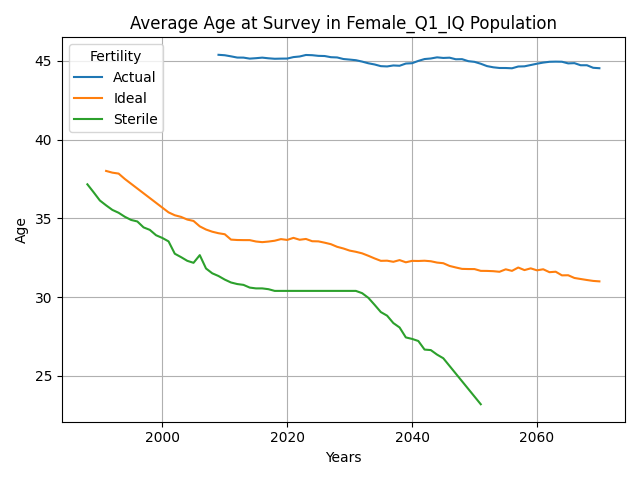 Average Age at Survey in Female_Q1_IQ Population
Fertility
Actual
Ideal
Sterile
45
40
35
30
25
Age
2000
2020
2040
2060
Years